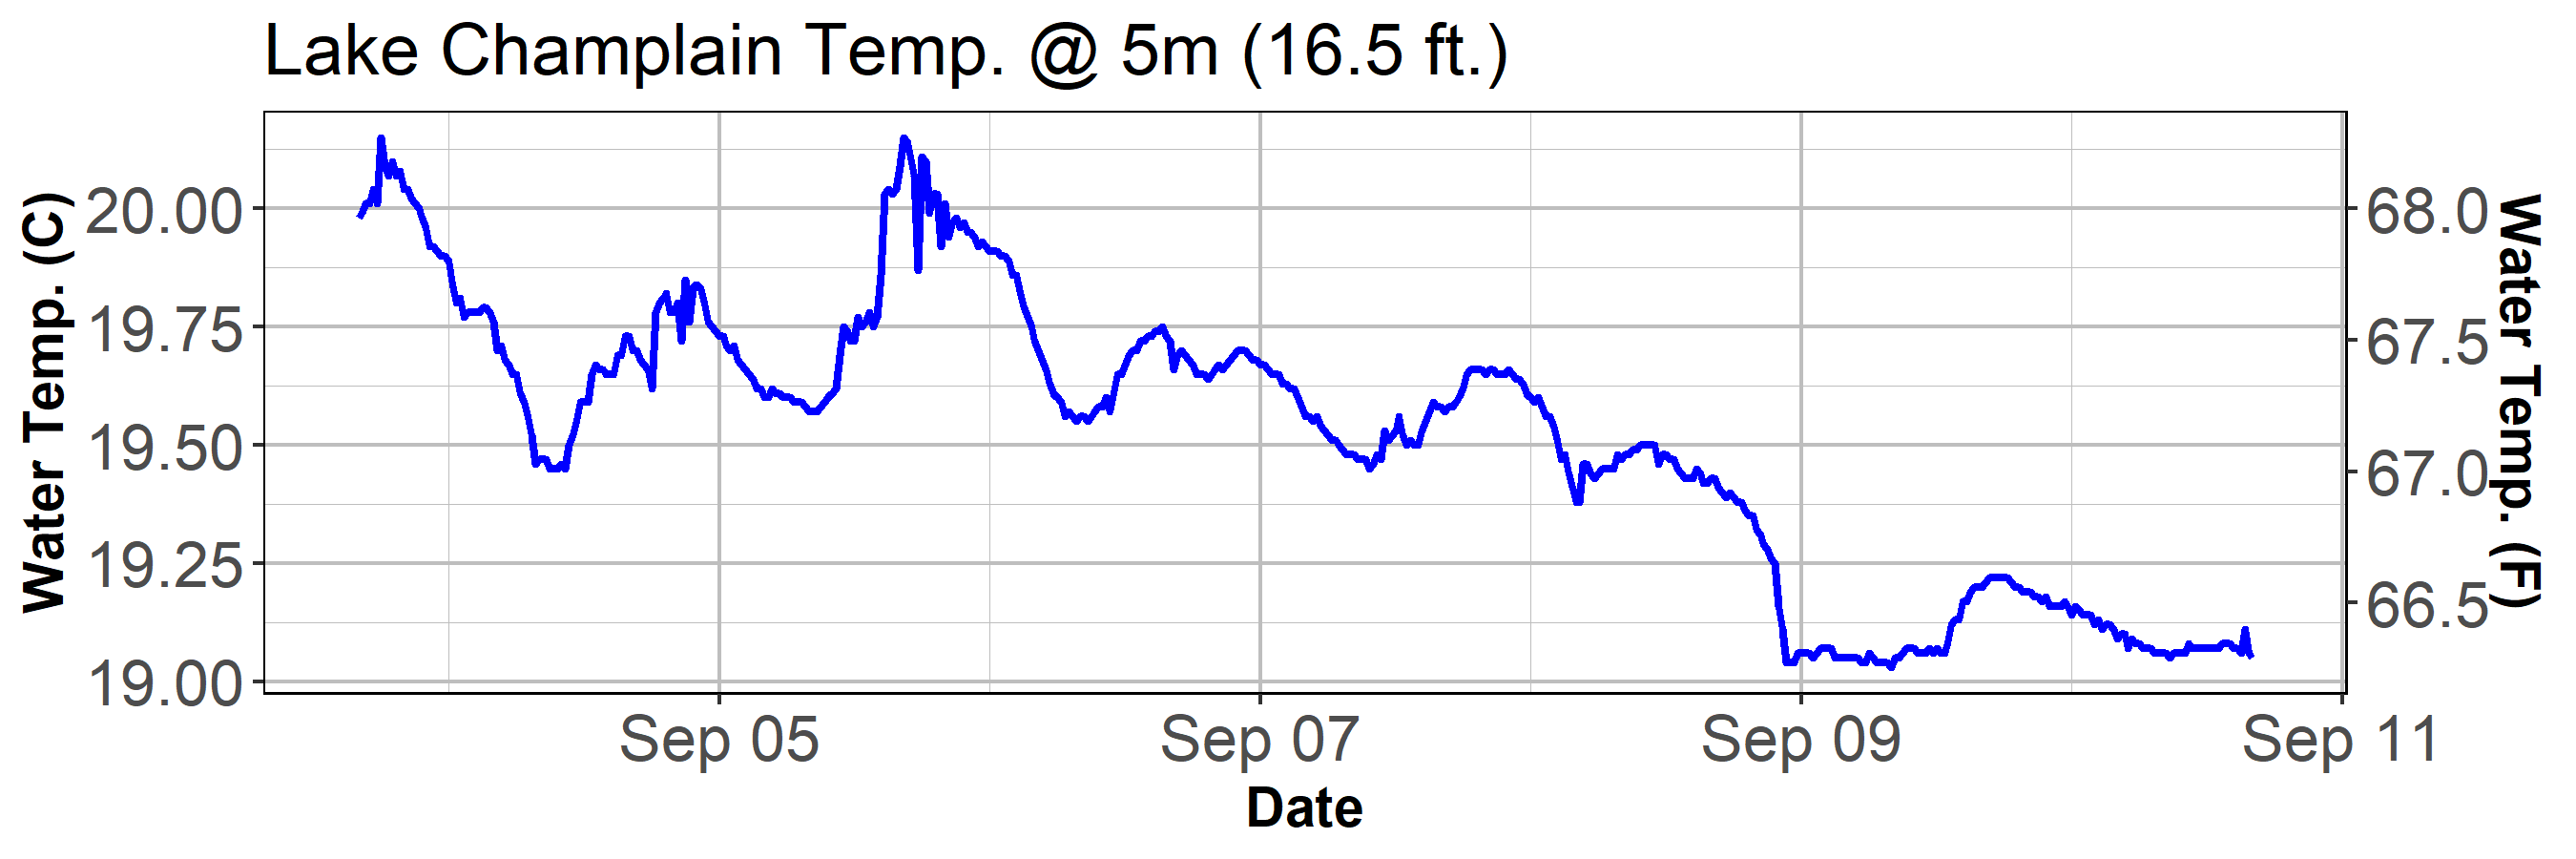 Lake Champlain Temp. @ 5m (16.5 ft.)
Water Temp. (C)
20.00
19.75
19.50
19.25
19.00
68.0
67.5
67.0
66.5
Water Temp. (F)
Sep 05
Sep 07
Sep 09
Sep 11
Date